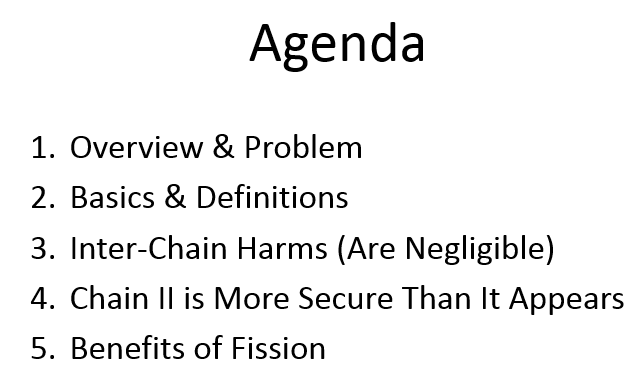 Agenda
1. Overview & Problem
2. Basics & Definitions
3. Inter-Chain Harms (Are Negligible)
4. Chain II is More Secure Than It Appears
5. Benefits of Fission